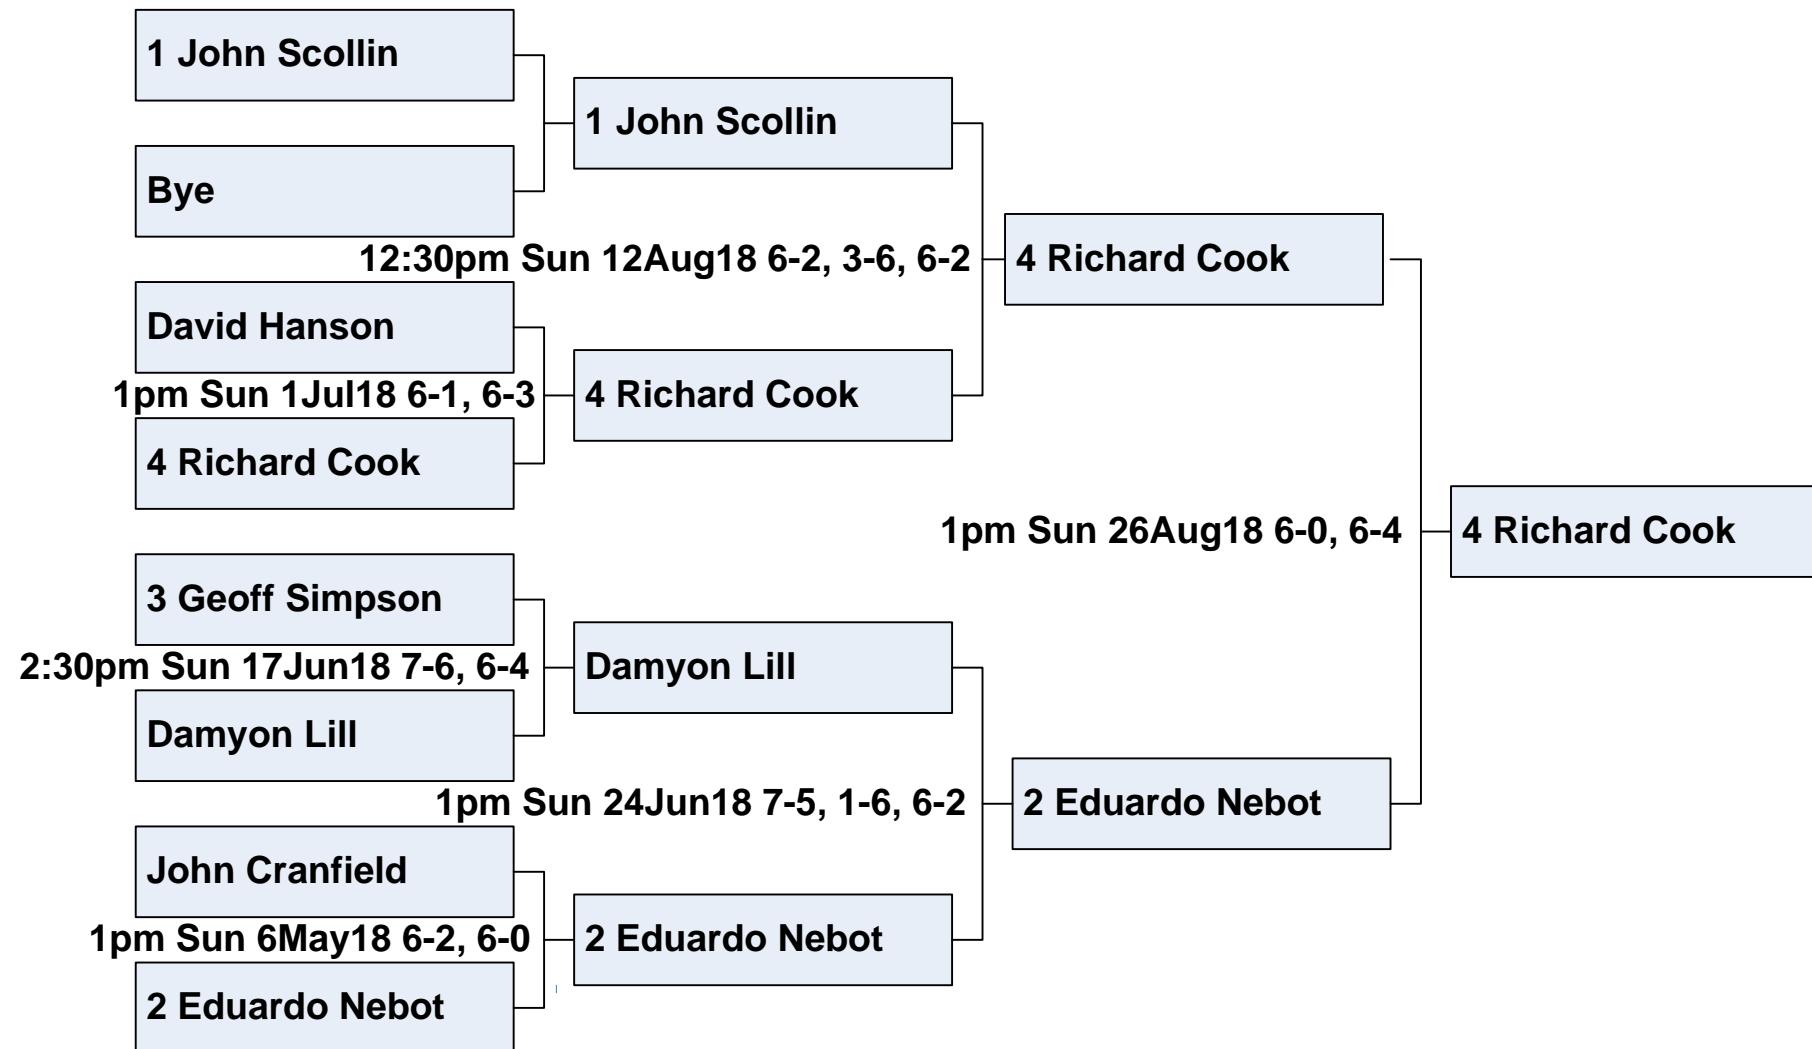 1 John Scollin
1 John Scollin
Bye
12:30pm Sun 12Aug18 6-2, 3-6, 6-2
4 Richard Cook
David Hanson
1pm Sun 1Jul18 6-1, 6-3
4 Richard Cook
4 Richard Cook
1pm Sun 26Aug18 6-0, 6-4
4 Richard Cook
3 Geoff Simpson
2:30pm Sun 17Jun18 7-6, 6-4
Damyon Lill
Damyon Lill
1pm Sun 24Jun18 7-5, 1-6, 6-2
2 Eduardo Nebot
John Cranfield
1pm Sun 6May18 6-2, 6-0
2 Eduardo Nebot
2 Eduardo Nebot